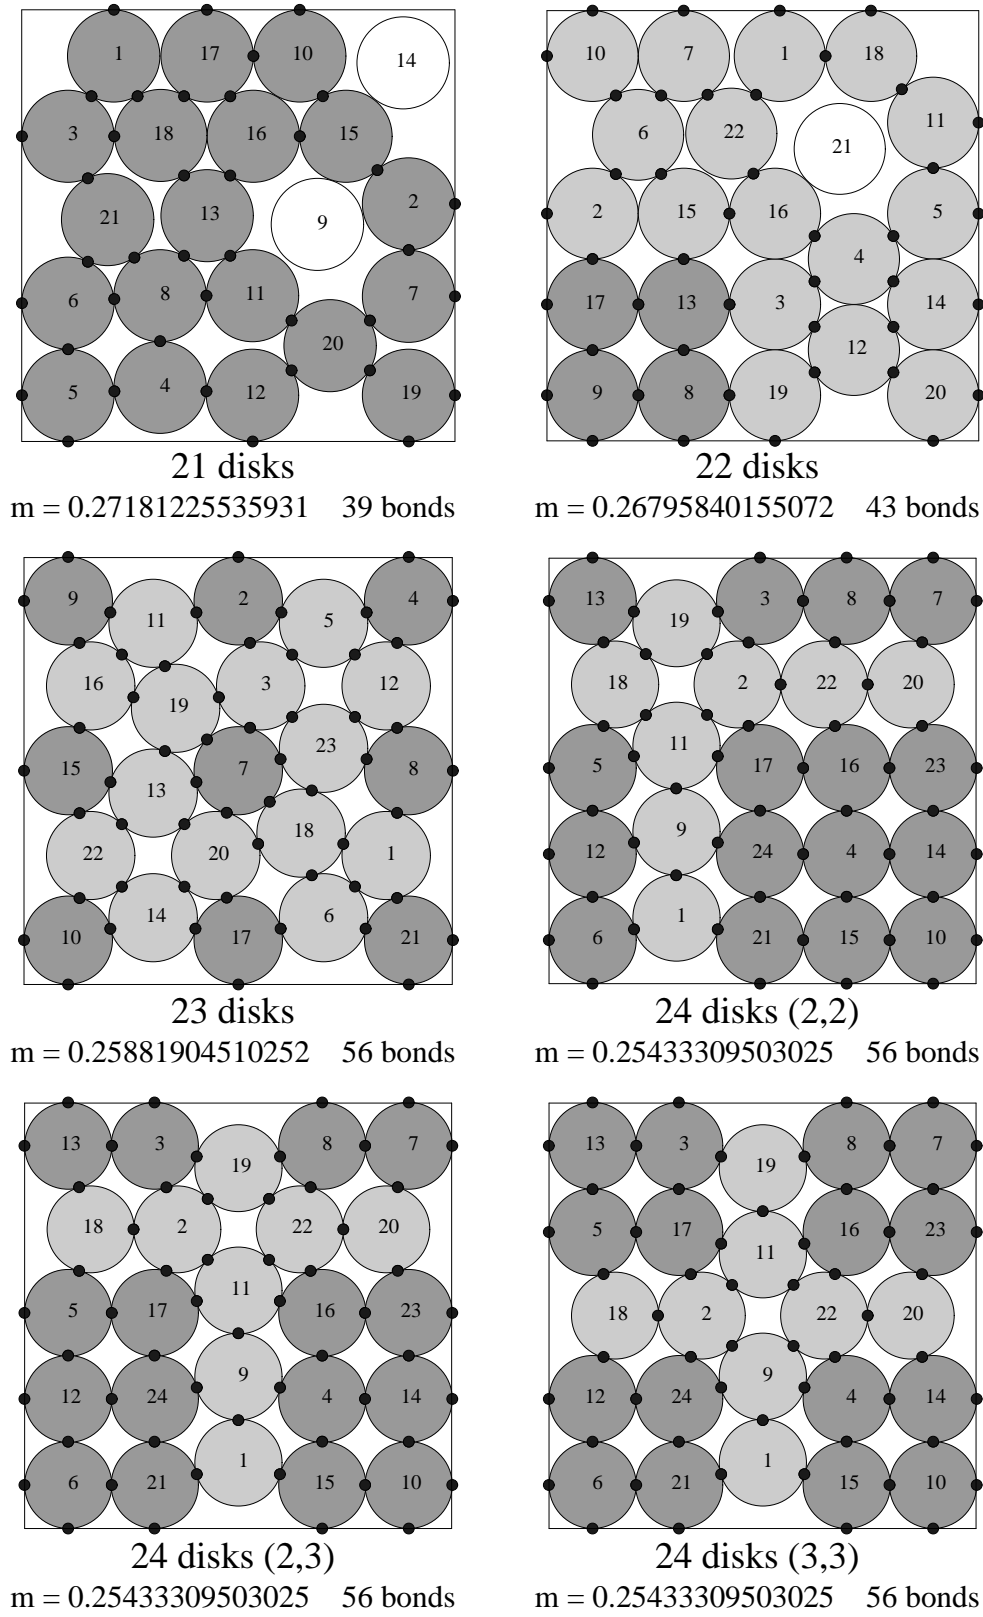 1 17 10 14
3 18 16 15
21 13 9 2
6 8 11 7
20
5 4 12 19
21 disks
m = 0.27181225535931 39 bonds
10 7 1 18
6 22 21 11
2 15 16 5
4
17 13 3 14
12
9 8 19 20
22 disks
m = 0.26795840155072 43 bonds
9 11 2 5 4
16 19 3 12
15 13 7 23 8
22 20 18 1
10 14 17 6 21
23 disks
m = 0.25881904510252 56 bonds
13 19 3 8 7
18 2 22 20
5 11 17 16 23
12 9 24 4 14
6 1 21 15 10
24 disks (2,2)
m = 0.25433309503025 56 bonds
13 3 19 8 7
18 2 22 20
5 17 11 16 23
12 24 9 4 14
6 21 1 15 10
24 disks (2,3)
m = 0.25433309503025 56 bonds
13 3 19 8 7
5 17 11 16 23
18 2 22 20
12 24 9 4 14
6 21 1 15 10
24 disks (3,3)
m = 0.25433309503025 56 bonds